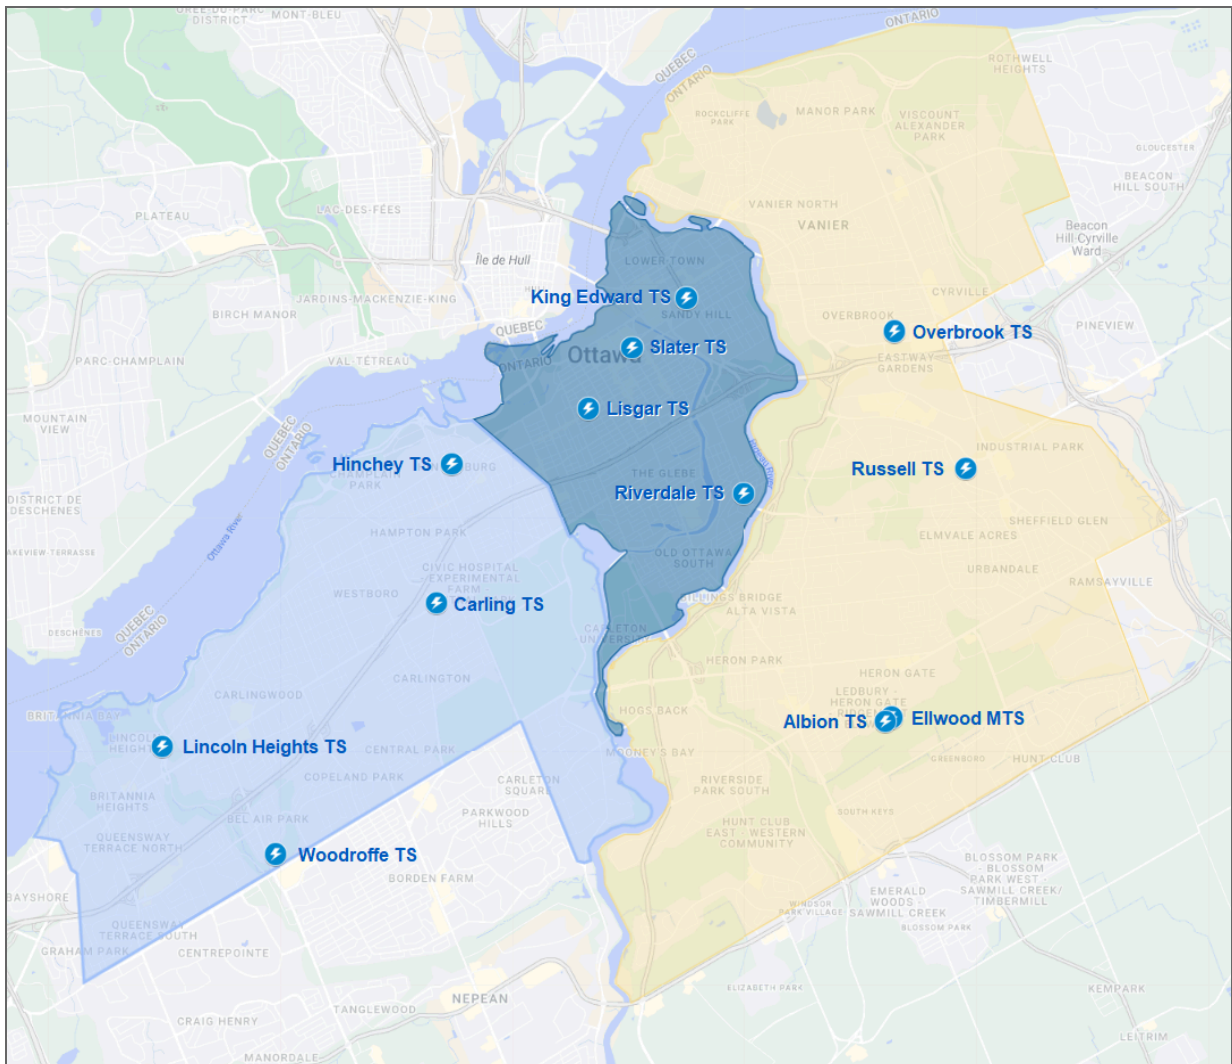 ORÉE-DU-PARC
DISTRICT
MONT-BLEU
ONTARIO
QUEBEC
ONTARIO
ROTHWELL
HEIGHTS
ROCKCLIFFE
PARK
MANOR PARK
VISCOUNT
ALEXANDER
PARK
GLOUCESTER
BEACON
HILL SOUTH
PLATEAU
LAC-DES-FÉES
VANIER NORTH
VANIER
Beacon
Hill-Cyrville
Ward
Île de Hull
LOWER TOWN
JARDINS-MACKENZIE-KING
BIRCH MANOR
King Edward TS
SANDY HILL
CYRVILLE
OVERBROOK
PINEVIEW
QUEBEC
ONTARIO
Overbrook TS
Slater TS
Ottawa
PARC-CHAMPLAIN
VAL-TÉTREAU
EASTWAY
GARDENS
Lisgar TS
MOUNTAIN
VIEW
QUEBEC
ONTARIO
INDUSTRIAL PARK
Hinchey TS
CHAMPLAIN
PARK
THE GLEBE
Rideau River
Russell TS
Riverdale TS
DISTRICT DE
DESCHENES
SHEFFIELD GLEN
HAMPTON PARK
ELMVALE ACRES
LAKEVIEW-TERRASSE
Ottawa River
OLD OTTAWA
SOUTH
CIVIC HOSPITAL
EXPERIMENTAL
FARM
URBANDALE
RAMSAYVILLE
WESTBORO
Carling TS
BILLINGS BRIDGE
ALTA VISTA
DESCHÊNES
QUEBEC
ONTARIO
CARLETON
UNIVERSITY
HERON PARK
HERON GATE
CARLINGTON
CARLINGWOOD
LEDBURY -
HERON GATE
HOGS BACK
BRITANNIA BAY
Albion TS
Ellwood MTS
LINCOLN
HEIGHTS
Lincoln Heights TS
CENTRAL PARK
MOONEY'S BAY
GREENBORO
HUNT CLUB
COPELAND PARK
CARLETON
SQUARE
RIVERSIDE
PARK SOUTH
BRITANNIA
HEIGHTS
PARKWOOD
HILLS
SOUTH KEYS
BEL AIR PARK
HUNT CLUB
EAST - WESTERN
COMMUNITY
QUEENSWAY
TERRACE NORTH
Woodroffe TS
BLOSSOM PARK
- BLOSSOM
PARK WEST -
SAWMILL CREEK/
TIMBERMILL
BORDEN FARM
BAYSHORE
EMERALD
WOODS -
SAWMILL CREEK
WINDSOR
PARK VILLAGE
QUEENSWAY
TERRACE SOUTH
BLOSSOM PARK
GRAHAM PARK
CENTREPOINTE
ELIZABETH PARK
KEMPARK
NEPEAN
TANGLEWOOD
CRAIG HENRY
LEITRIM
MANORDALE